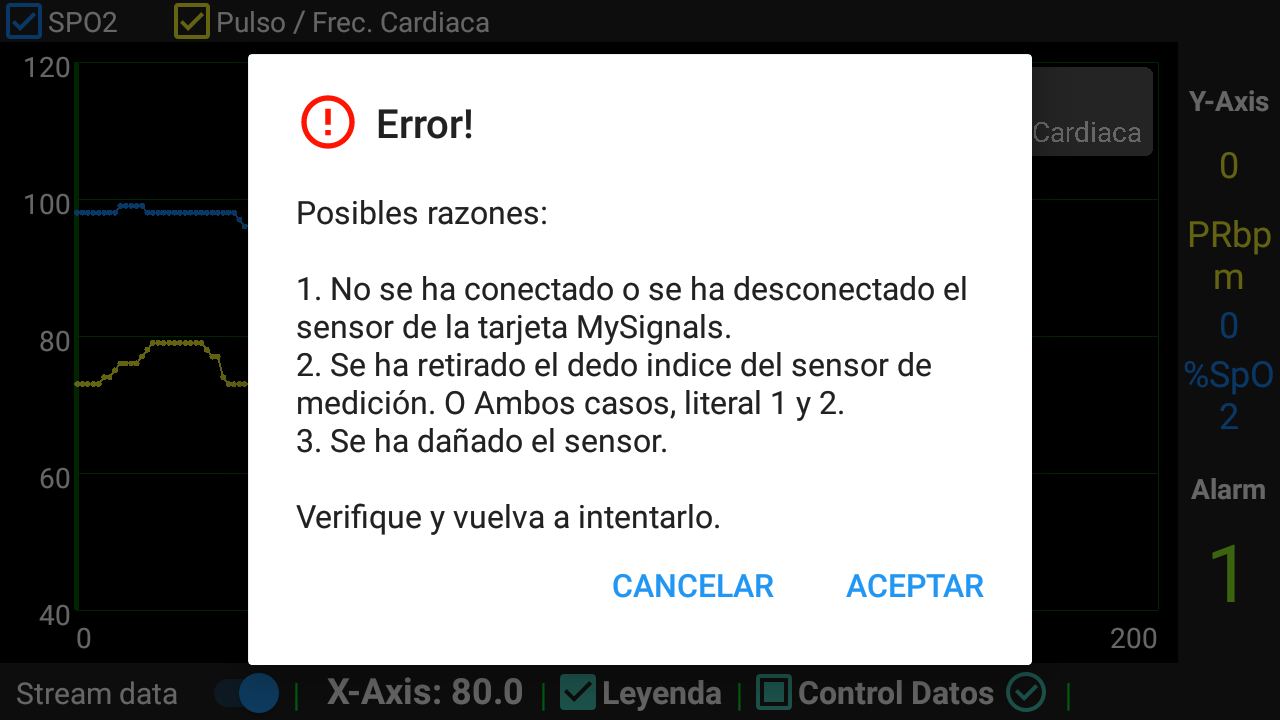 SPO2 Pulso / Frec. Cardiaca
120
100
80
60
40
0
200
Cardiaca
Error!
Posibles razones:
1. No se ha conectado o se ha desconectado el
sensor de la tarjeta MySignals.
2. Se ha retirado el dedo indice del sensor de
medición. O Ambos casos, literal 1 y 2.
3. Se ha dañado el sensor.
Verifique y vuelva a intentarlo.
CANCELAR ACEPTAR
Y-Axis
0
PRbp
m
0
%SpO
2
Alarm
1
Stream data | X-Axis: 80.0 | Leyenda | Control Datos |